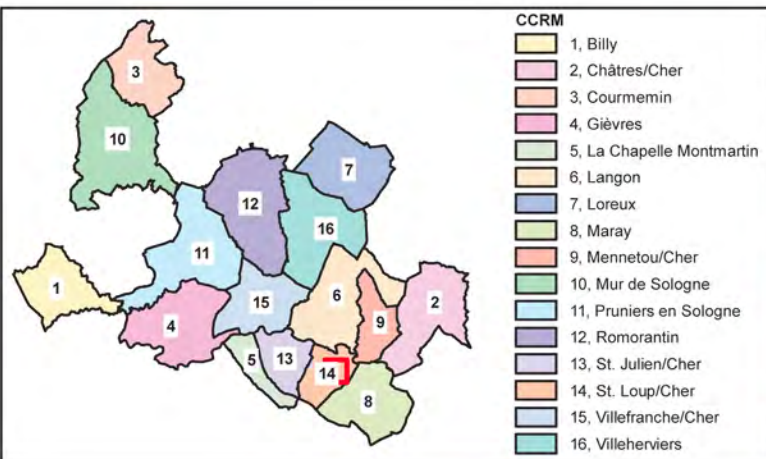 CCRM
1, Billy
2, Châtres/Cher
3, Courmemin
4, Gièvres
5, La Chapelle Montmartin
6, Langon
7, Loreux
8, Maray
9, Mennetou/Cher
10, Mur de Sologne
11, Pruniers en Sologne
12, Romorantin
13, St. Julien/Cher
14, St. Loup/Cher
15, Villefranche/Cher
16, Villeherviers
3
10
7
12
16
11
1
15
6
2
4
9
5
13
14
8